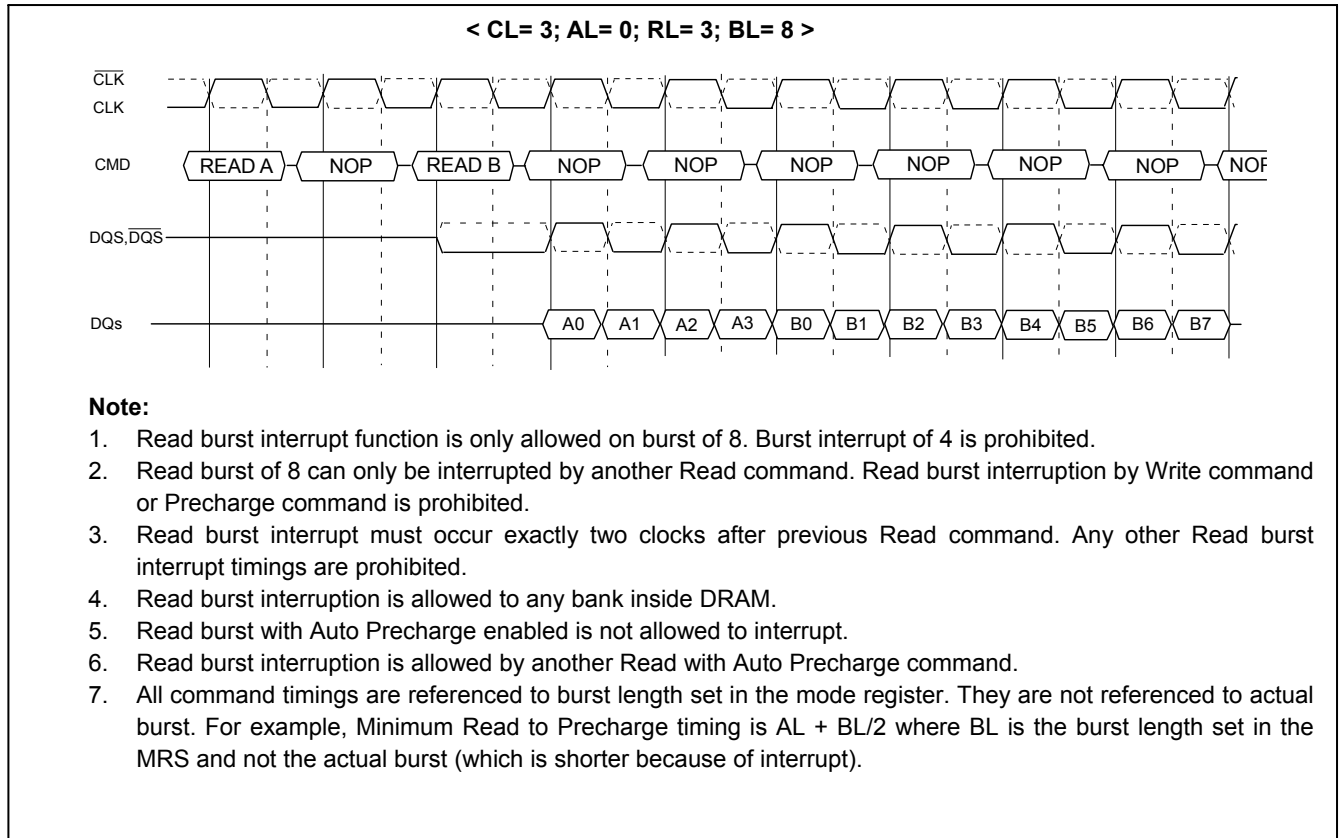 < CL= 3; AL= 0; RL= 3; BL= 8 >
CLK
CLK
CMD READ A NOP READ B NOP NOP NOP NOP NOP NOP NOP
DQS,DQS
DQs A0 A1 A2 A3 B0 B1 B2 B3 B4 B5 B6 B7
Note:
1. Read burst interrupt function is only allowed on burst of 8. Burst interrupt of 4 is prohibited.
2. Read burst of 8 can only be interrupted by another Read command. Read burst interruption by Write command
or Precharge command is prohibited.
3. Read burst interrupt must occur exactly two clocks after previous Read command. Any other Read burst
interrupt timings are prohibited.
4. Read burst interruption is allowed to any bank inside DRAM.
5. Read burst with Auto Precharge enabled is not allowed to interrupt.
6. Read burst interruption is allowed by another Read with Auto Precharge command.
7. All command timings are referenced to burst length set in the mode register. They are not referenced to actual
burst. For example, Minimum Read to Precharge timing is AL + BL/2 where BL is the burst length set in the
MRS and not the actual burst (which is shorter because of interrupt).